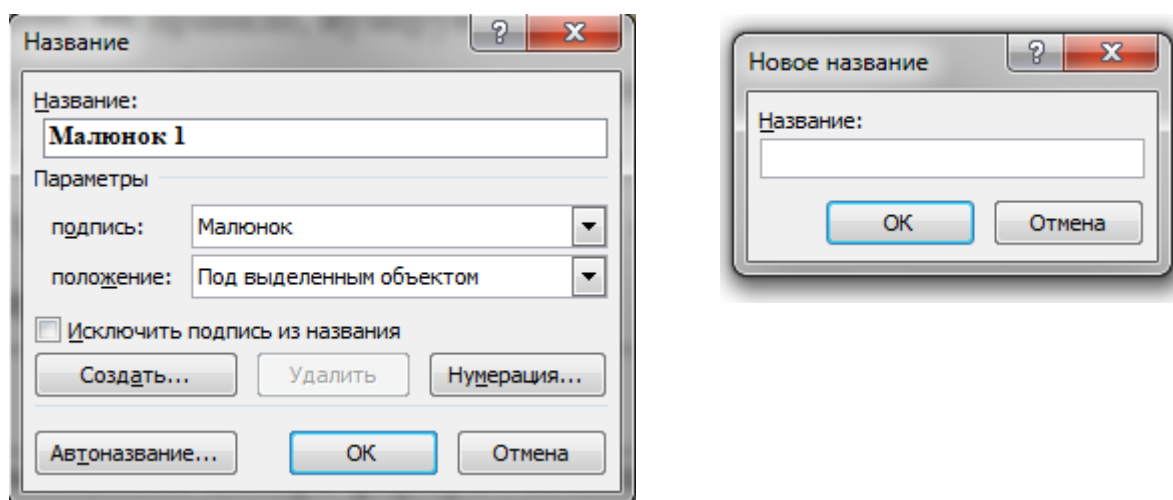 Название
Название:
Малюнок 1
Параметры
подпись: Малюнок
положение: Под выделенным объектом
Исключить подпись из названия
Создать... Удалить Нумерация...
Автоназвание... ОК Отмена
Новое название
Название:
ОК Отмена